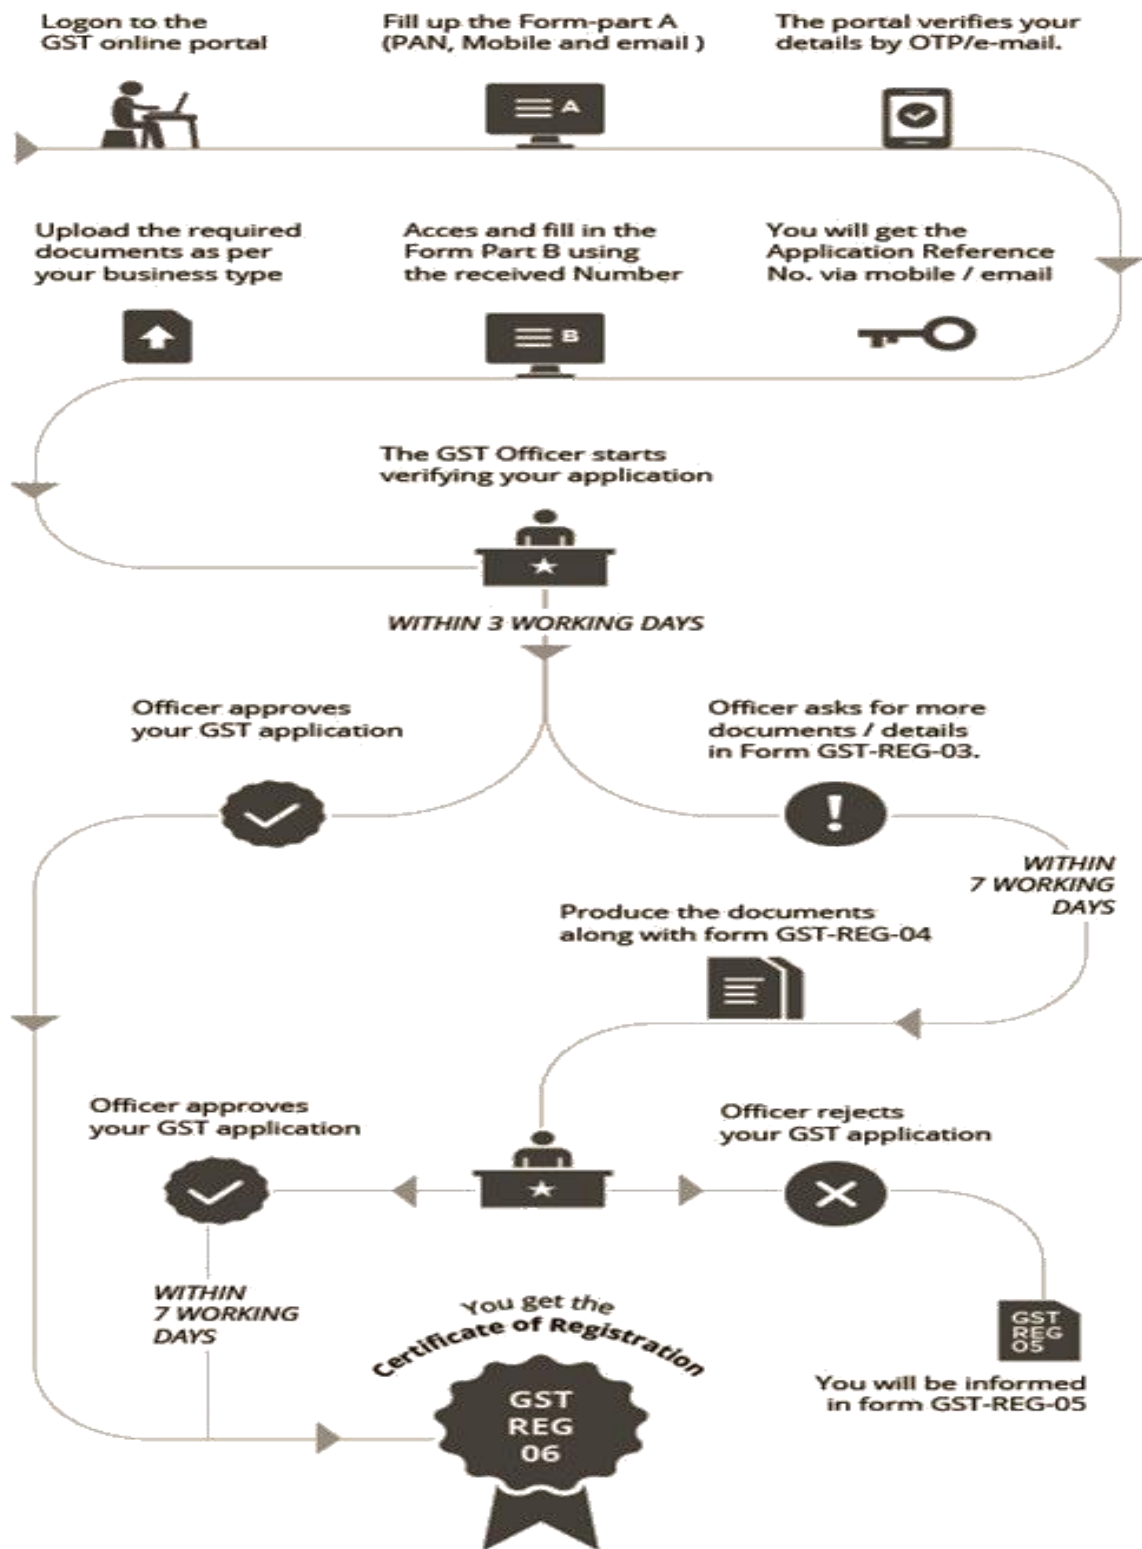 Logon to the
GST online portal
Fill up the Form-part A
(PAN, Mobile and email )
The portal verifies your
details by OTP/e-mail.
A
Upload the required
documents as per
your business type
Acces and fill in the
Form Part B using
the received Number
You will get the
Application Reference
No. via mobile / email
B
The GST Officer starts
verifying your application
WITHIN 3 WORKING DAYS
Officer approves
your GST application
Officer asks for more
documents / details
in Form GST-REG-03.
WITHIN
7 WORKING
DAYS
Produce the documents
along with form GST-REG-04
Officer approves
your GST application
Officer rejects
your GST application
WITHIN
7 WORKING
DAYS
You get the
Certificate of Registration
GST
REG
06
GST
REG
05
You will be informed
in form GST-REG-05